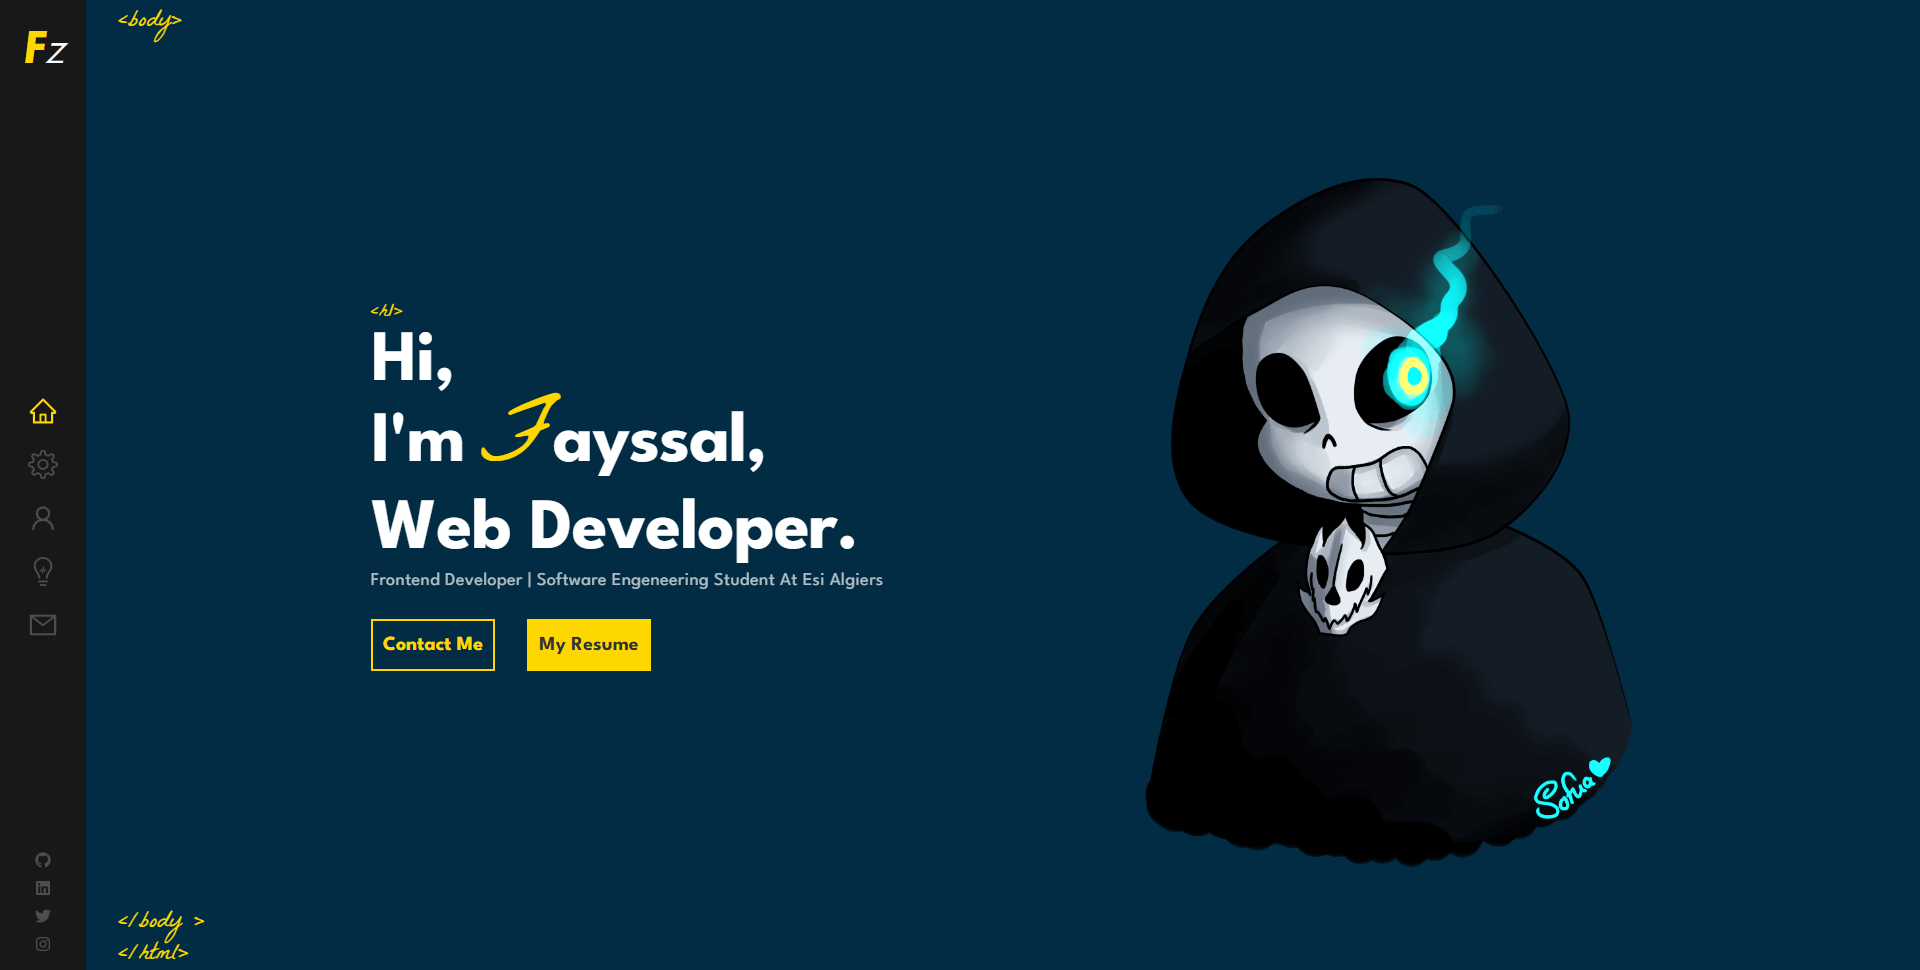 <body>
Fz
<h1>
Hi,
I'm Fayssal,
Web Developer.
Frontend Developer | Software Engeneering Student At Esi Algiers
Contact Me
My Resume
Sofia
</body >
</html>